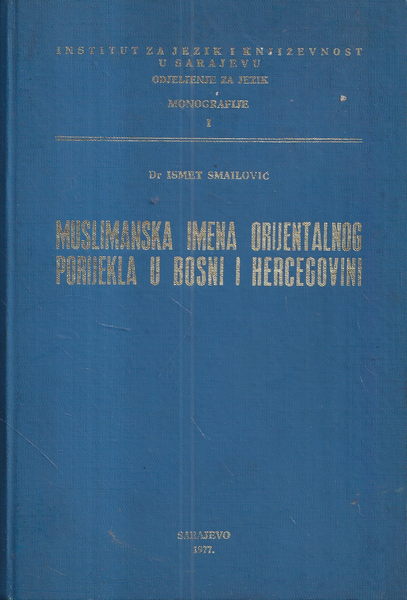 INSTITUT ZA JEZIK I KNJIŽEVNOST
U SARAJEVU
ODJELJENJE ZA JEZIK
MONOGRAFIJE
I
Dr ISMET SMAILOVIĆ
MUSLIMANSKA IMENA ORIJENTALNOG
PORIJEKLA U BOSNI I HERCEGOVINI
SARAJEVO
1977.